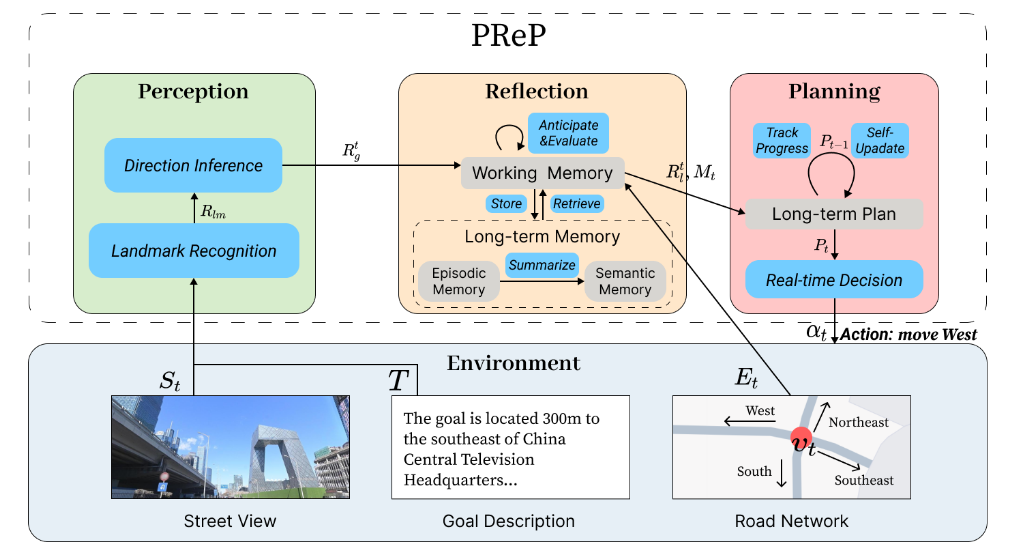 PReP
Perception
Reflection
Planning
Direction Inference
R_{lm}
Landmark Recognition
R_g^t
Anticipate
&Evaluate
Working Memory
Store
Retrieve
Long-term Memory
Episodic
Memory
Summarize
Semantic
Memory
R_l^t, M_t
Track
Progress
P_{t-1}
Self-
Upadate
Long-term Plan
P_t
Real-time Decision
α_t Action: move West
Environment
S_t
T
E_t
The goal is located 300m to
the southeast of China
Central Television
Headquarters...
West
Northeast
v_t
South
Southeast
Street View
Goal Description
Road Network